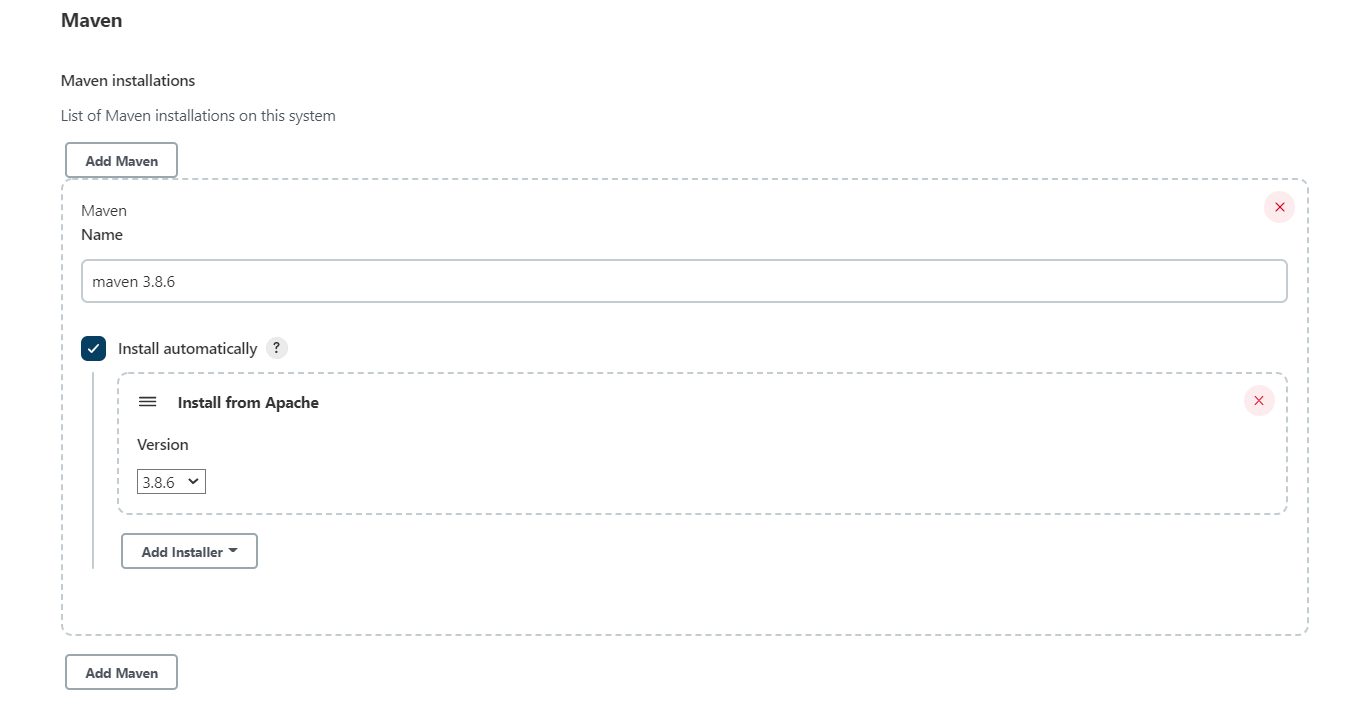 Maven
Maven installations
List of Maven installations on this system
Add Maven
Maven
Name
maven 3.8.6
Install automatically ?
Install from Apache
Version
3.8.6
Add Installer
Add Maven